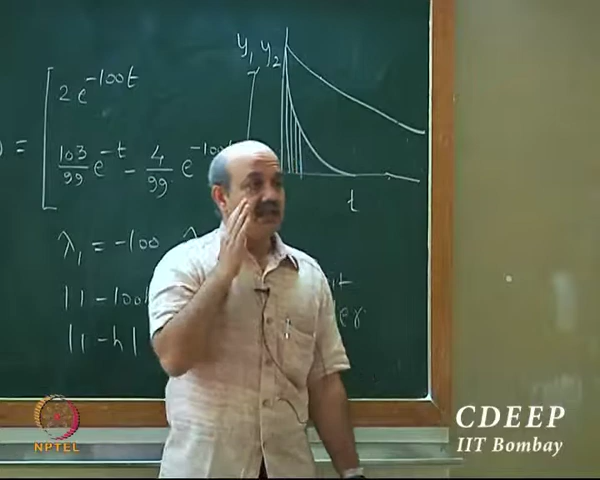 y₁, y₂
2 e^{-100t}
= 103/99 e^{-t} - 4/99 e^{-100
t
λ₁ = -100
|1 - 100
|1 - h|
NPTEL
CDEEP
IIT Bombay